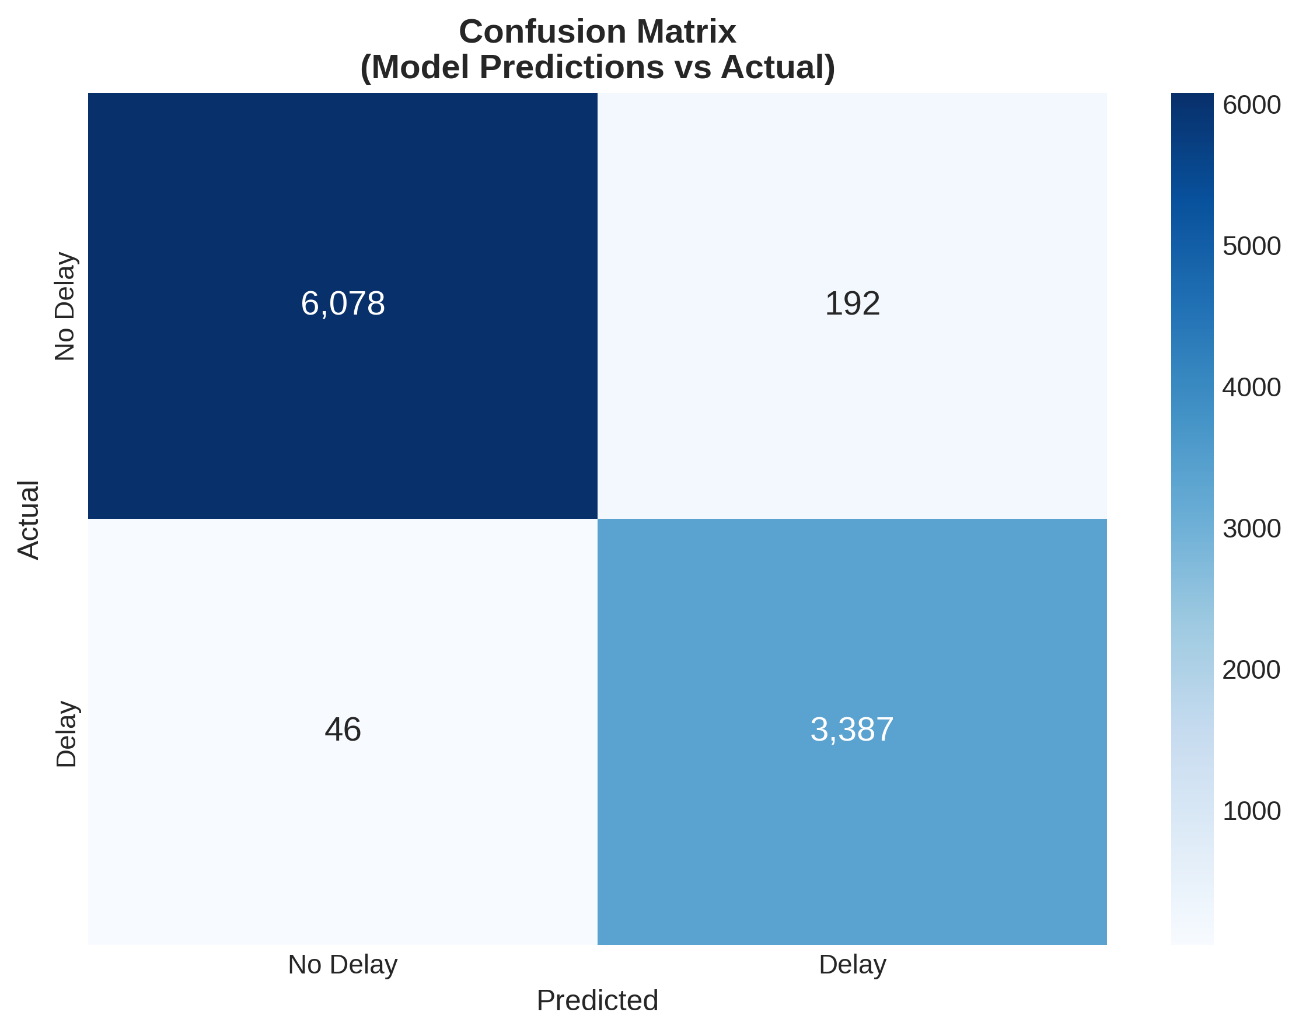 Confusion Matrix
(Model Predictions vs Actual)
6000
5000
4000
3000
2000
1000
Actual
No Delay
6,078
192
Delay
46
3,387
No Delay
Delay
Predicted